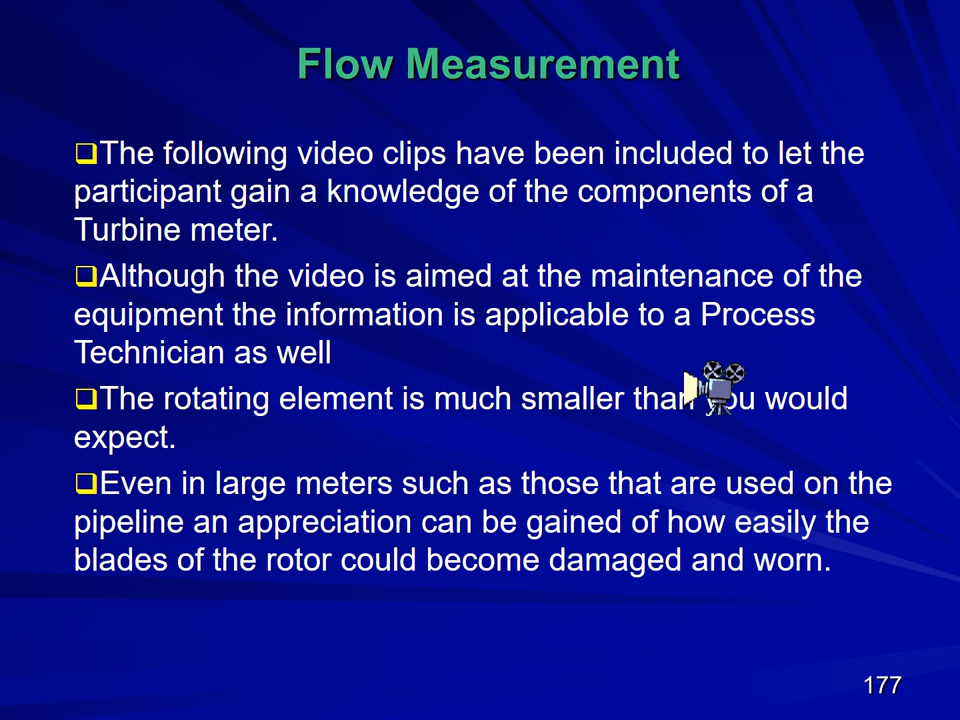 Flow Measurement
The following video clips have been included to let the
participant gain a knowledge of the components of a
Turbine meter.
Although the video is aimed at the maintenance of the
equipment the information is applicable to a Process
Technician as well
The rotating element is much smaller than you would
expect.
Even in large meters such as those that are used on the
pipeline an appreciation can be gained of how easily the
blades of the rotor could become damaged and worn.
177